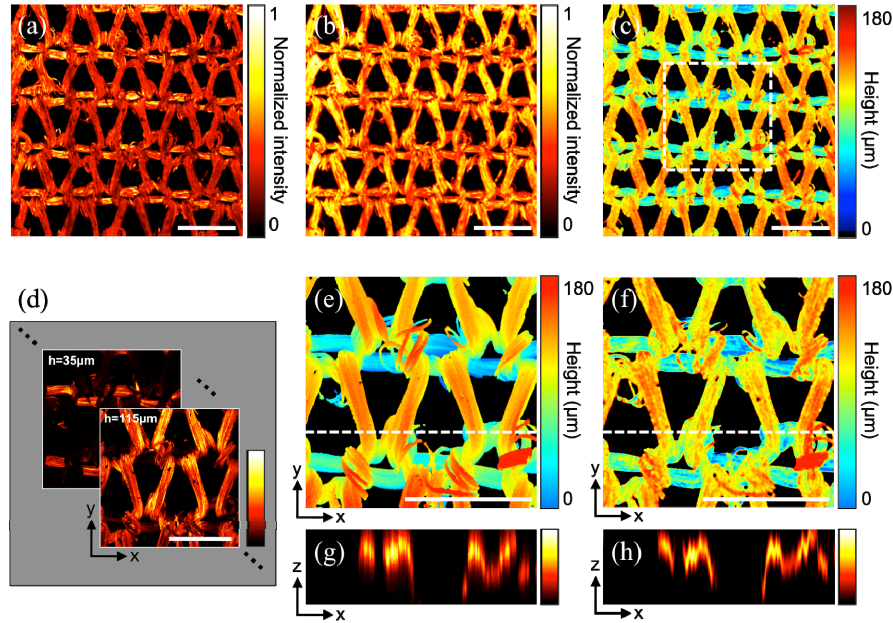 (a)
1
Normalized intensity
0
(b)
1
Normalized intensity
0
(c)
180
Height (μm)
0
(d)
h=35μm
h=115μm
y
x
(e)
180
Height (μm)
0
y
x
(f)
180
Height (μm)
0
y
x
(g)
z
x
(h)
z
x